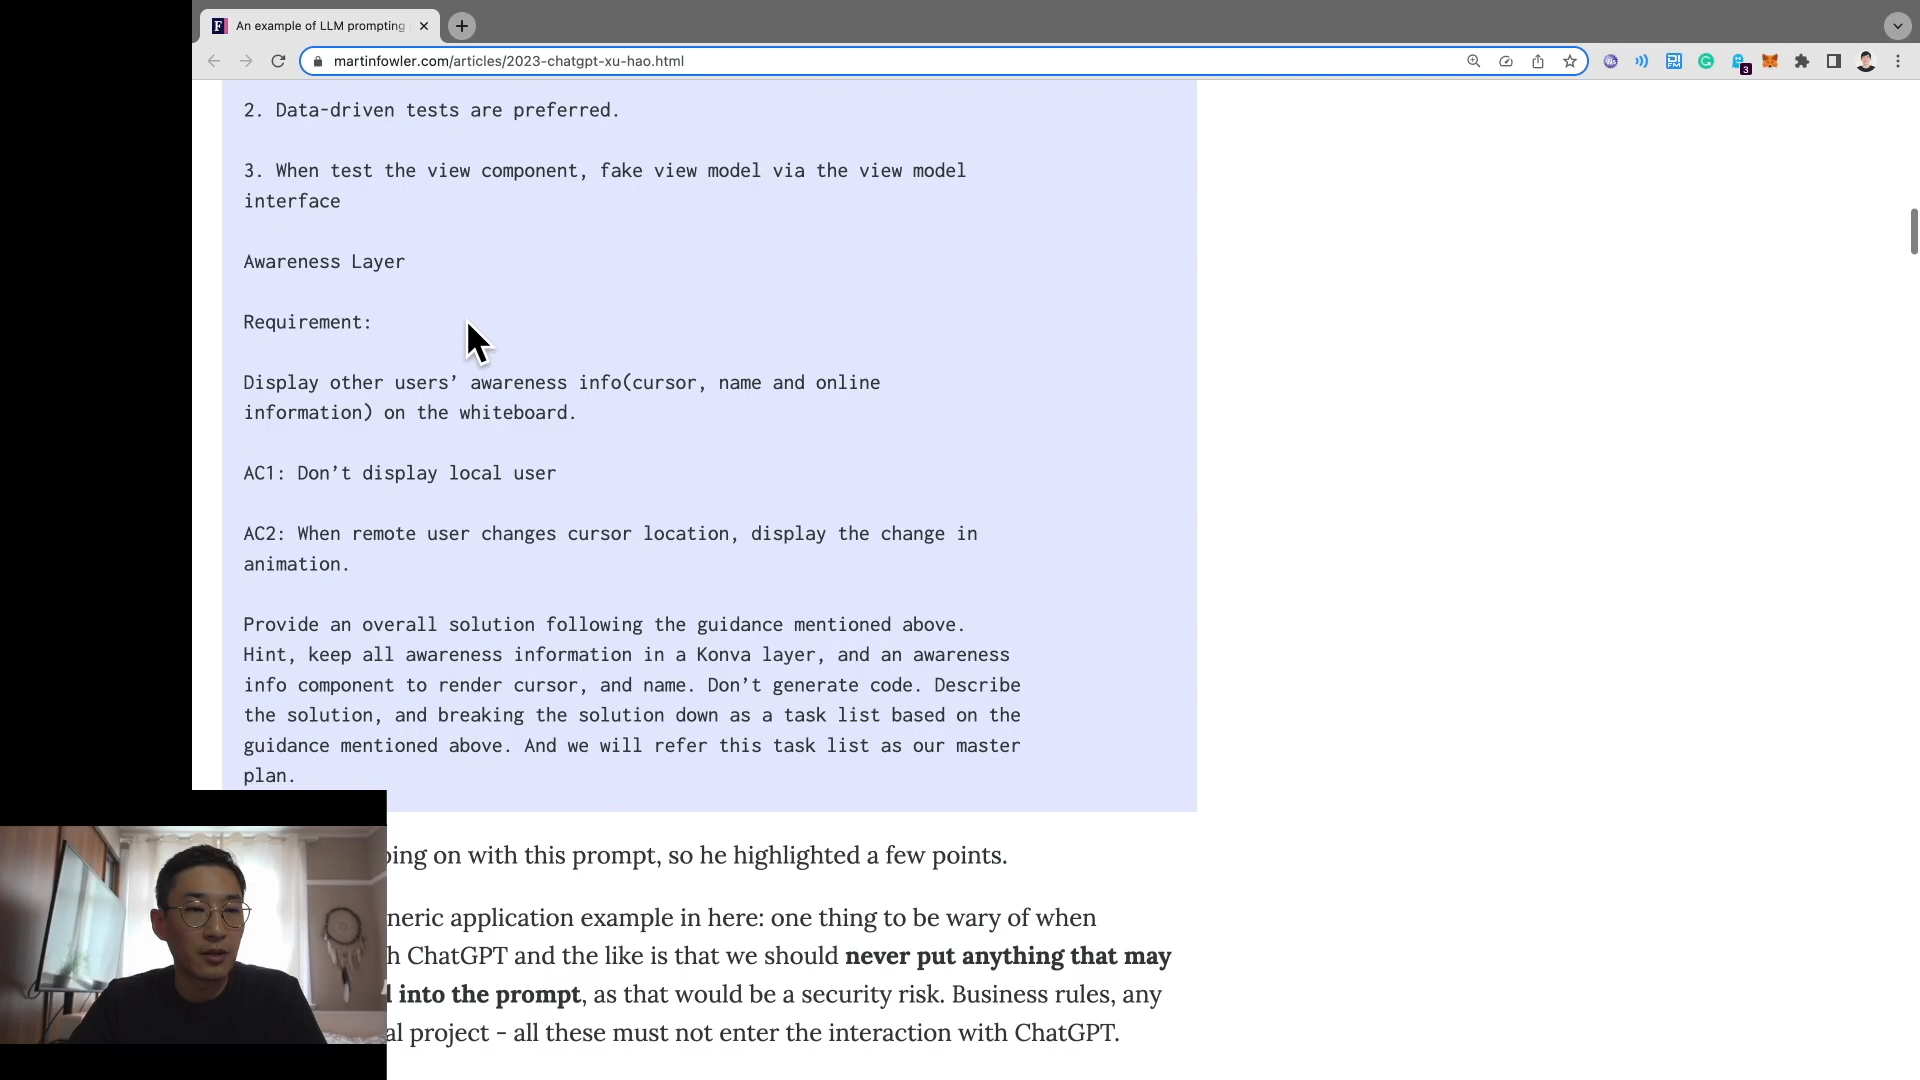 An example of LLM prompting
martinfowler.com/articles/2023-chatgpt-xu-hao.html
3
2. Data-driven tests are preferred.
3. When test the view component, fake view model via the view model
interface
Awareness Layer
Requirement:
Display other users’ awareness info(cursor, name and online
information) on the whiteboard.
AC1: Don’t display local user
AC2: When remote user changes cursor location, display the change in
animation.
Provide an overall solution following the guidance mentioned above.
Hint, keep all awareness information in a Konva layer, and an awareness
info component to render cursor, and name. Don’t generate code. Describe
the solution, and breaking the solution down as a task list based on the
guidance mentioned above. And we will refer this task list as our master
plan.
on with this prompt, so he highlighted a few points.
application example in here: one thing to be wary of when
ChatGPT and the like is that we should never put anything that may
into the prompt, as that would be a security risk. Business rules, any
project - all these must not enter the interaction with ChatGPT.